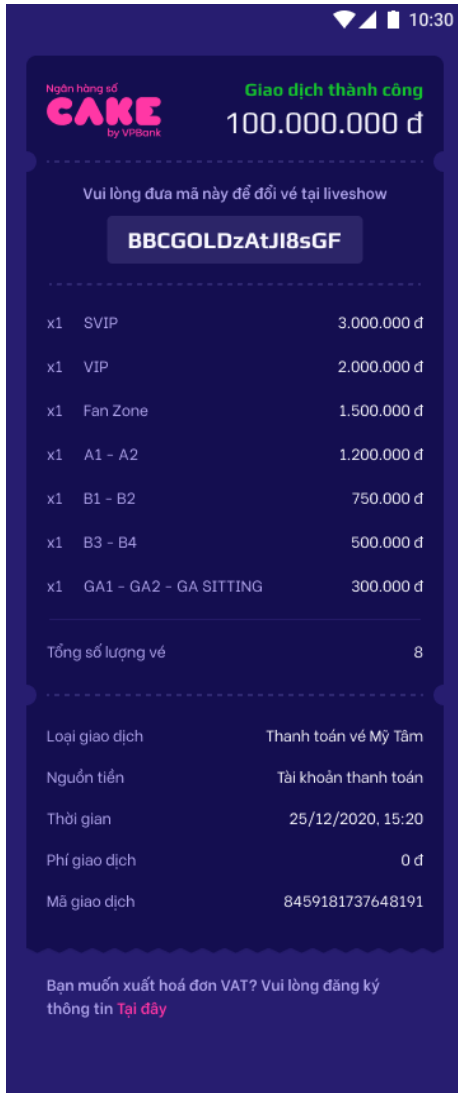 10:30
Ngân hàng số
CAKE
by VPBank
Giao dịch thành công
100.000.000 đ
Vui lòng đưa mã này để đổi vé tại liveshow
BBCGOLDzAtJI8sGF
x1 SVIP 3.000.000 đ
x1 VIP 2.000.000 đ
x1 Fan Zone 1.500.000 đ
x1 A1 - A2 1.200.000 đ
x1 B1 - B2 750.000 đ
x1 B3 - B4 500.000 đ
x1 GA1 - GA2 - GA SITTING 300.000 đ
Tổng số lượng vé 8
Loại giao dịch Thanh toán vé Mỹ Tâm
Nguồn tiền Tài khoản thanh toán
Thời gian 25/12/2020, 15:20
Phí giao dịch 0 đ
Mã giao dịch 8459181737648191
Bạn muốn xuất hoá đơn VAT? Vui lòng đăng ký
thông tin Tại đây